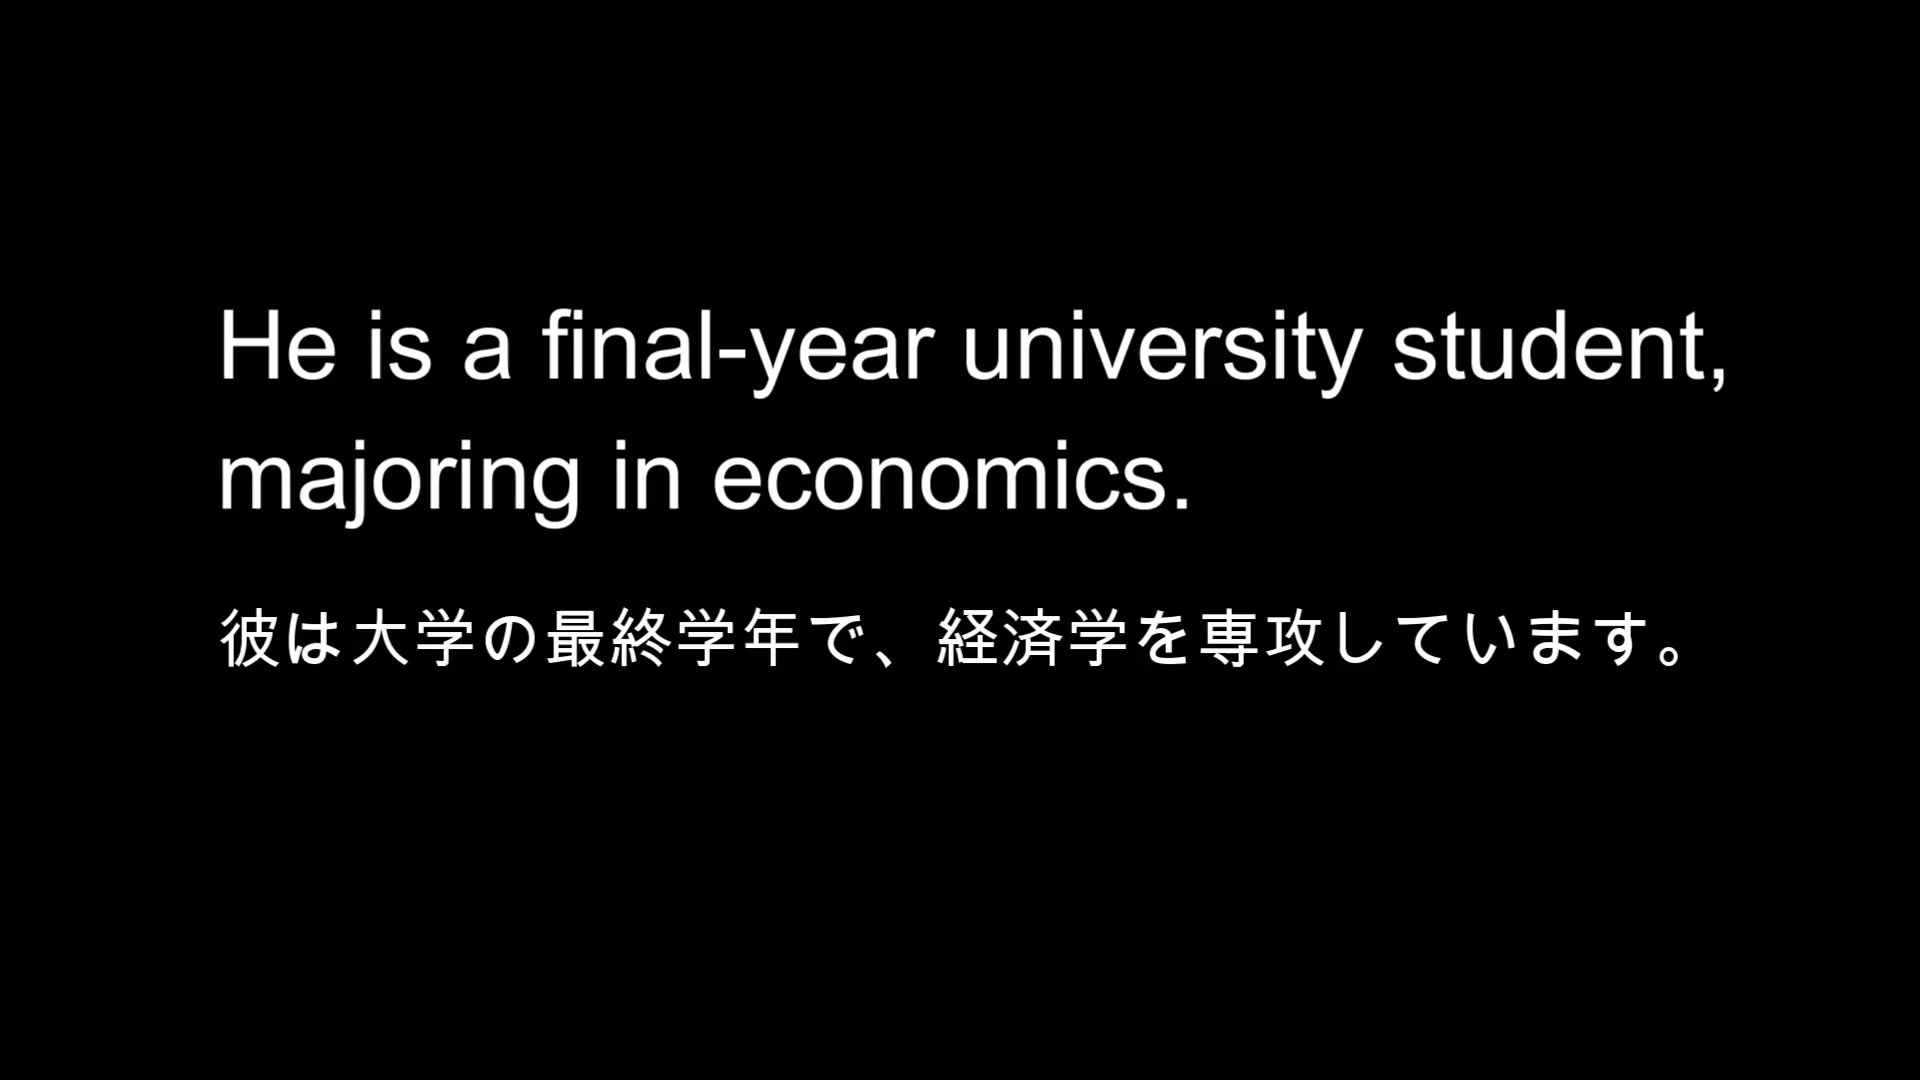 He is a final-year university student,
majoring in economics.
彼は大学の最終学年で、経済学を専攻しています。